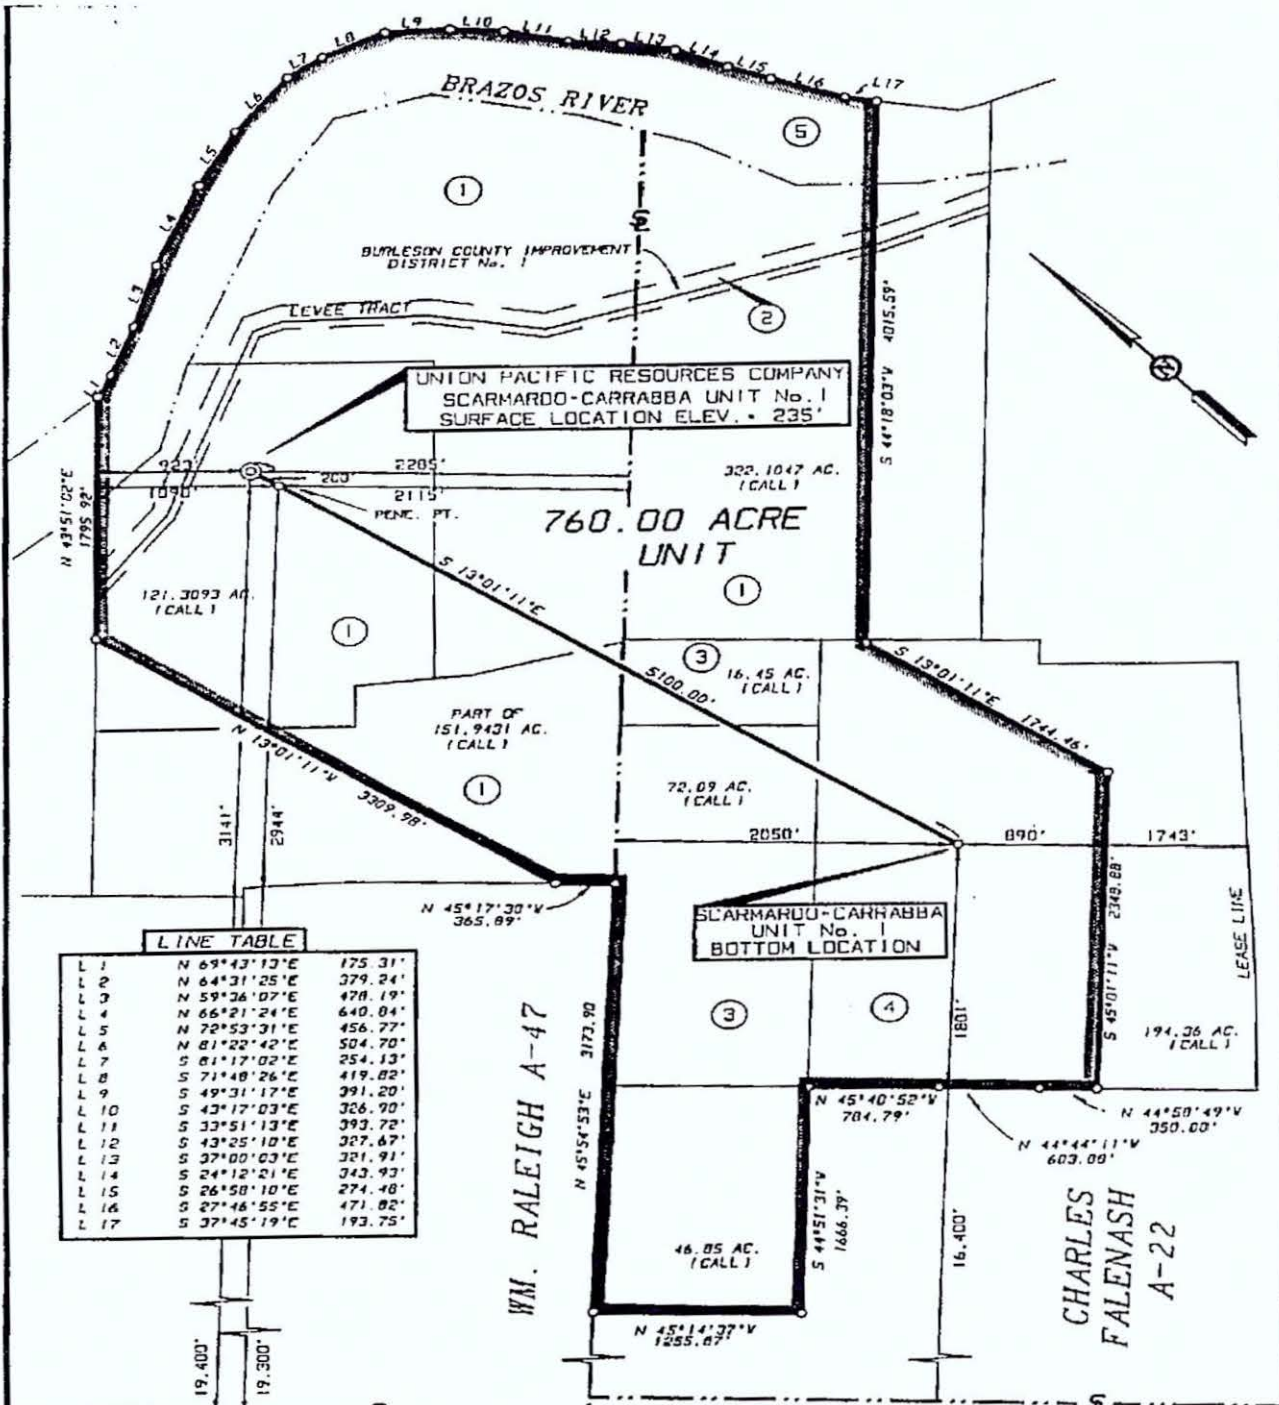 L1
L2
L3
L4
L5
L6
L7
L8
L9
L10
L11
L12
L13
L14
L15
L16
L17
BRAZOS RIVER
5
1
BURLESON COUNTY IMPROVEMENT
DISTRICT No. 1
LEVEE TRACT
2
S 44°18'03"W 4015.59'
UNION PACIFIC RESOURCES COMPANY
SCARMARDO-CARRABBA UNIT No. 1
SURFACE LOCATION ELEV. - 235'
2205'
203'
1090'
2115'
PENE. PT.
N 43°51'02"E
1795.92'
322.1047 AC.
(CALL)
760.00 ACRE
UNIT
S 13°01'11"E
5100.00'
121.3093 AC.
(CALL)
1
1
3
16.45 AC.
(CALL)
S 13°01'11"E 1744.46'
PART OF
151.9431 AC.
(CALL)
1
N 13°01'11"W 3309.98'
72.09 AC.
(CALL)
3141'
2944'
2050'
890'
1743'
N 45°17'30"W
365.89'
SCARMARDO-CARRABBA
UNIT No. 1
BOTTOM LOCATION
S 45°01'11"W 2348.88'
LEASE LINE
LINE TABLE
L 1 N 69°43'13"E 175.31'
L 2 N 64°31'25"E 379.24'
L 3 N 59°36'07"E 478.19'
L 4 N 66°21'24"E 640.84'
L 5 N 72°53'31"E 456.77'
L 6 N 81°22'42"E 504.70'
L 7 S 81°17'02"E 254.13'
L 8 S 71°48'26"E 419.82'
L 9 S 49°31'17"E 391.20'
L 10 S 43°17'03"E 326.90'
L 11 S 33°51'13"E 393.72'
L 12 S 43°25'10"E 327.67'
L 13 S 37°00'03"E 321.91'
L 14 S 24°12'21"E 343.93'
L 15 S 26°58'10"E 274.48'
L 16 S 27°46'55"E 471.82'
L 17 S 37°45'19"E 193.75'
WM. RALEIGH A-47
N 45°54'53"E 3173.90
3
4
1801'
194.36 AC.
(CALL)
N 45°40'52"W
784.79'
N 44°58'49"W
350.00'
N 44°44'11"W
603.08'
S 44°51'31"W
1666.39'
46.85 AC.
(CALL)
16,400'
CHARLES
FALENASH
A-22
N 45°14'37"W
1255.87'
19,400'
19,300'